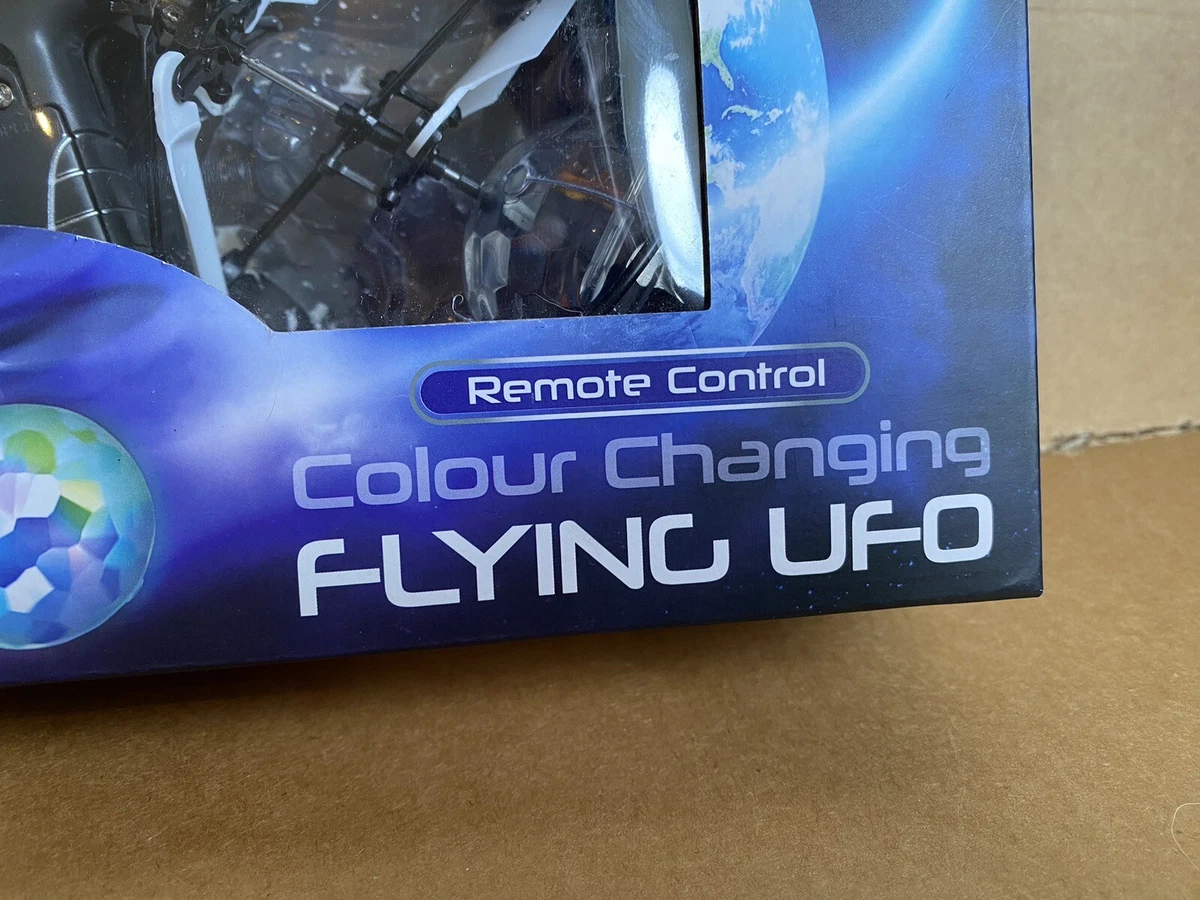 Remote Control
Colour Changing
FLYING UFO